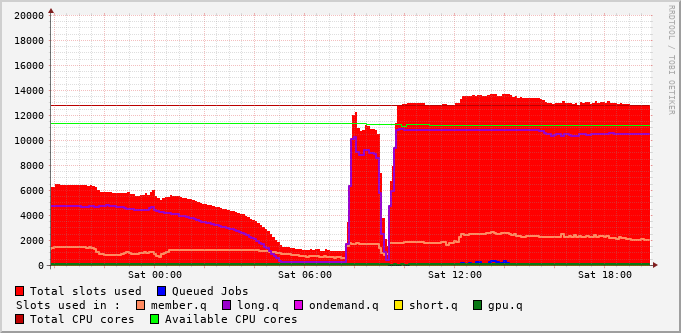 20000
18000
16000
14000
12000
10000
8000
6000
4000
2000
0
Sat 00:00 Sat 06:00 Sat 12:00 Sat 18:00
Total slots used Queued Jobs
Slots used in : member.q long.q ondemand.q short.q gpu.q
Total CPU cores Available CPU cores
RRDTOOL / TOBI OETIKER